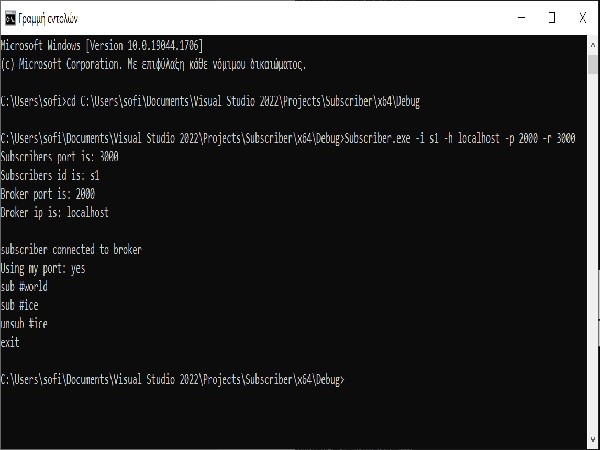 Γραμμή εντολών
Microsoft Windows [Version 10.0.19044.1706]
(c) Microsoft Corporation. Με επιφύλαξη κάθε νόμιμου δικαιώματος.
C:\Users\sofi>cd C:\Users\sofi\Documents\Visual Studio 2022\Projects\Subscriber\x64\Debug
C:\Users\sofi\Documents\Visual Studio 2022\Projects\Subscriber\x64\Debug>Subscriber.exe -i s1 -h localhost -p 2000 -r 3000
Subscribers port is: 3000
Subscribers id is: s1
Broker port is: 2000
Broker ip is: localhost
subscriber connected to broker
Using my port: yes
sub #world
sub #ice
unsub #ice
exit
C:\Users\sofi\Documents\Visual Studio 2022\Projects\Subscriber\x64\Debug>